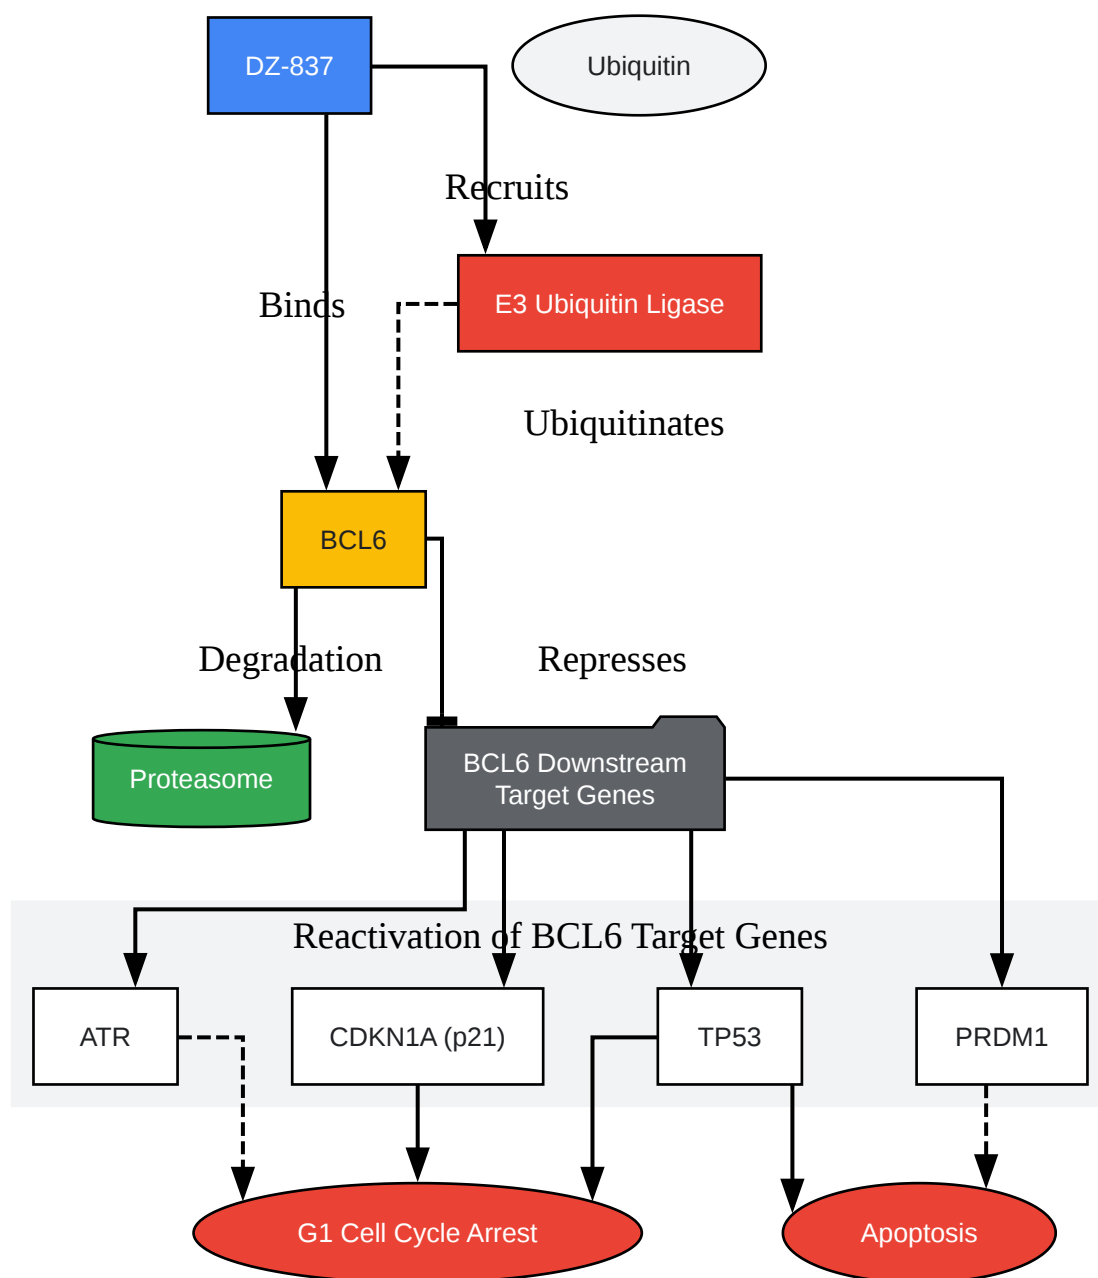 DZ-837
Ubiquitin
Recruits
Binds
E3 Ubiquitin Ligase
Ubiquitinates
BCL6
Degradation
Represses
Proteasome
BCL6 Downstream
Target Genes
Reactivation of BCL6 Target Genes
ATR
CDKN1A (p21)
TP53
PRDM1
G1 Cell Cycle Arrest
Apoptosis